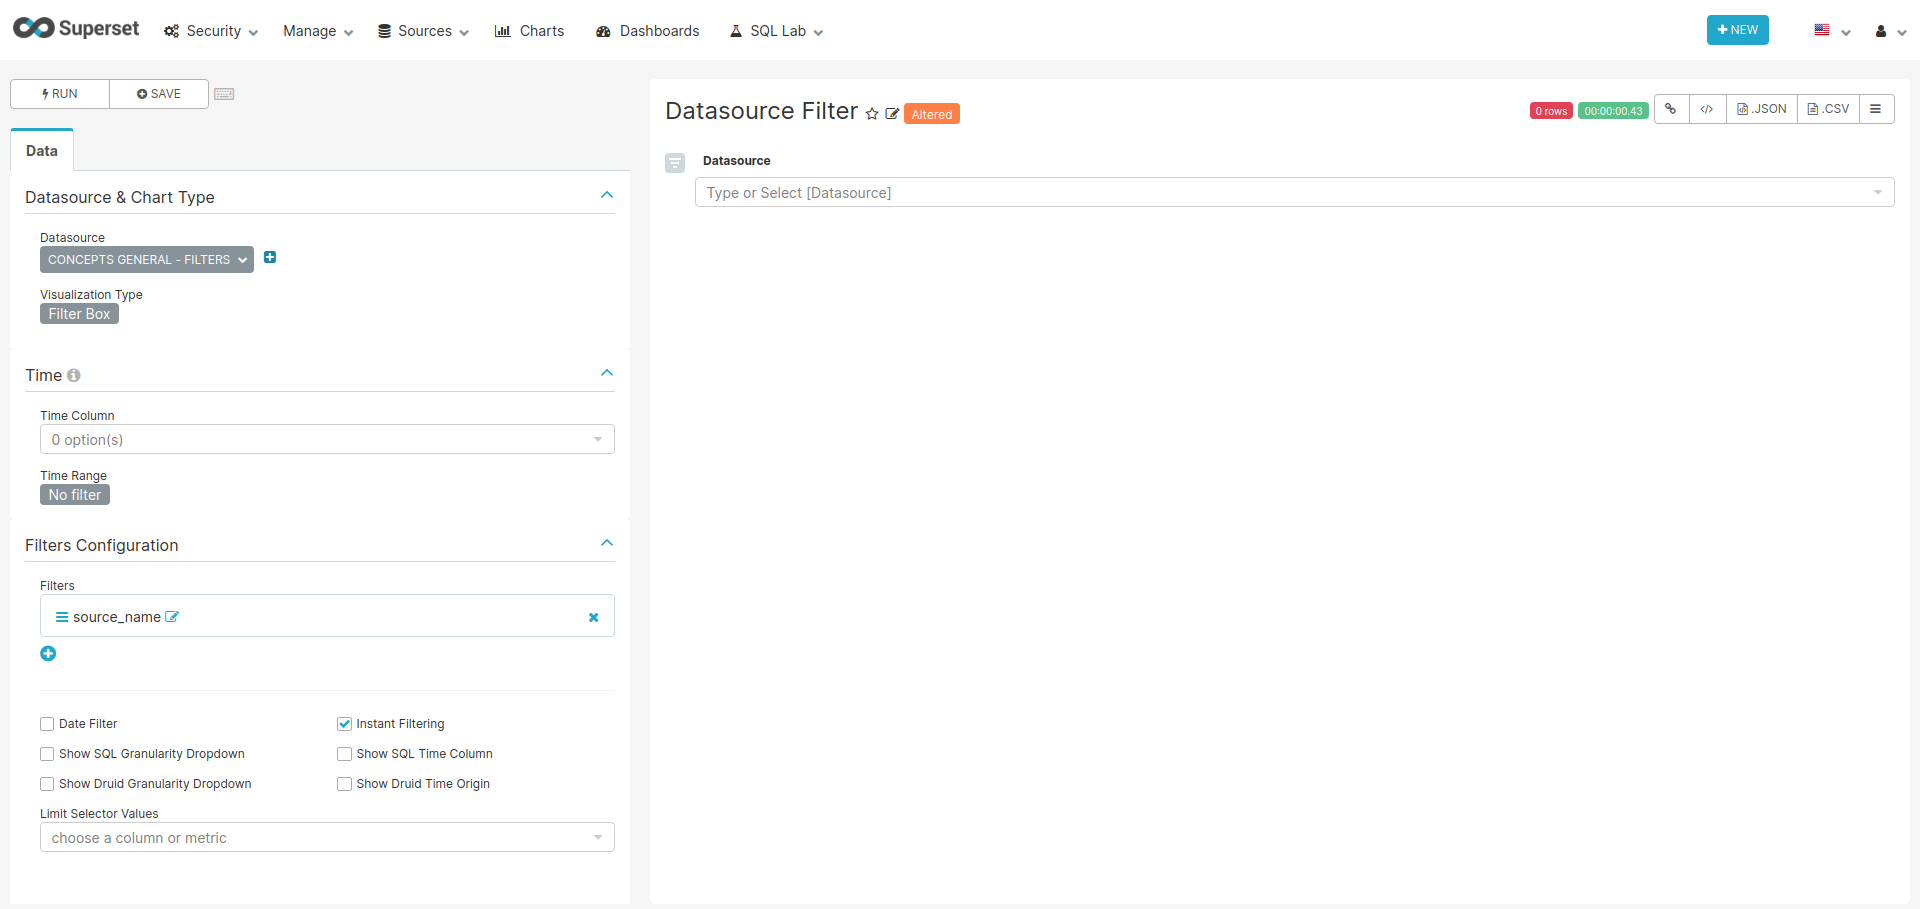 Superset Security Manage Sources Charts Dashboards SQL Lab NEW
RUN SAVE
Datasource Filter Altered 0 rows 00:00:00.43 .JSON .CSV
Data
Datasource & Chart Type
Datasource
CONCEPTS GENERAL - FILTERS
Visualization Type
Filter Box
Time
Time Column
0 option(s)
Time Range
No filter
Filters Configuration
Filters
source_name
Date Filter Instant Filtering
Show SQL Granularity Dropdown Show SQL Time Column
Show Druid Granularity Dropdown Show Druid Time Origin
Limit Selector Values
choose a column or metric
Datasource
Type or Select [Datasource]